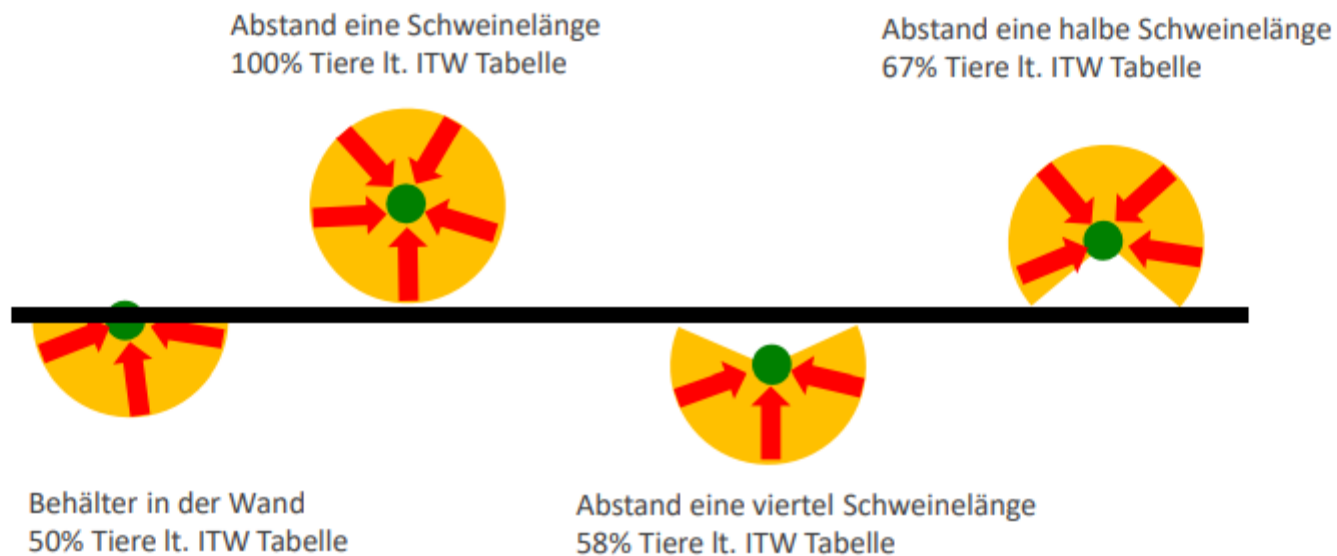 Abstand eine Schweinelänge
100% Tiere lt. ITW Tabelle
Abstand eine halbe Schweinelänge
67% Tiere lt. ITW Tabelle
Behälter in der Wand
50% Tiere lt. ITW Tabelle
Abstand eine viertel Schweinelänge
58% Tiere lt. ITW Tabelle